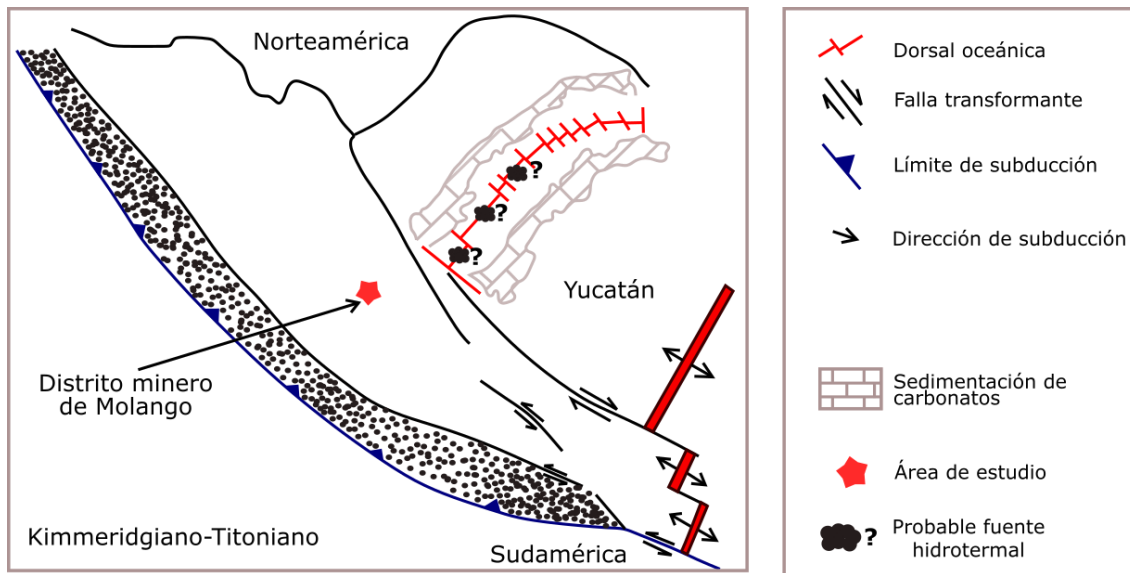 Norteamérica
?
?
?
Yucatán
Distrito minero
de Molango
Kimmeridgiano-Titoniano
Sudamérica
Dorsal oceánica
Falla transformante
Límite de subducción
Dirección de subducción
Sedimentación de
carbonatos
Área de estudio
? Probable fuente
hidrotermal